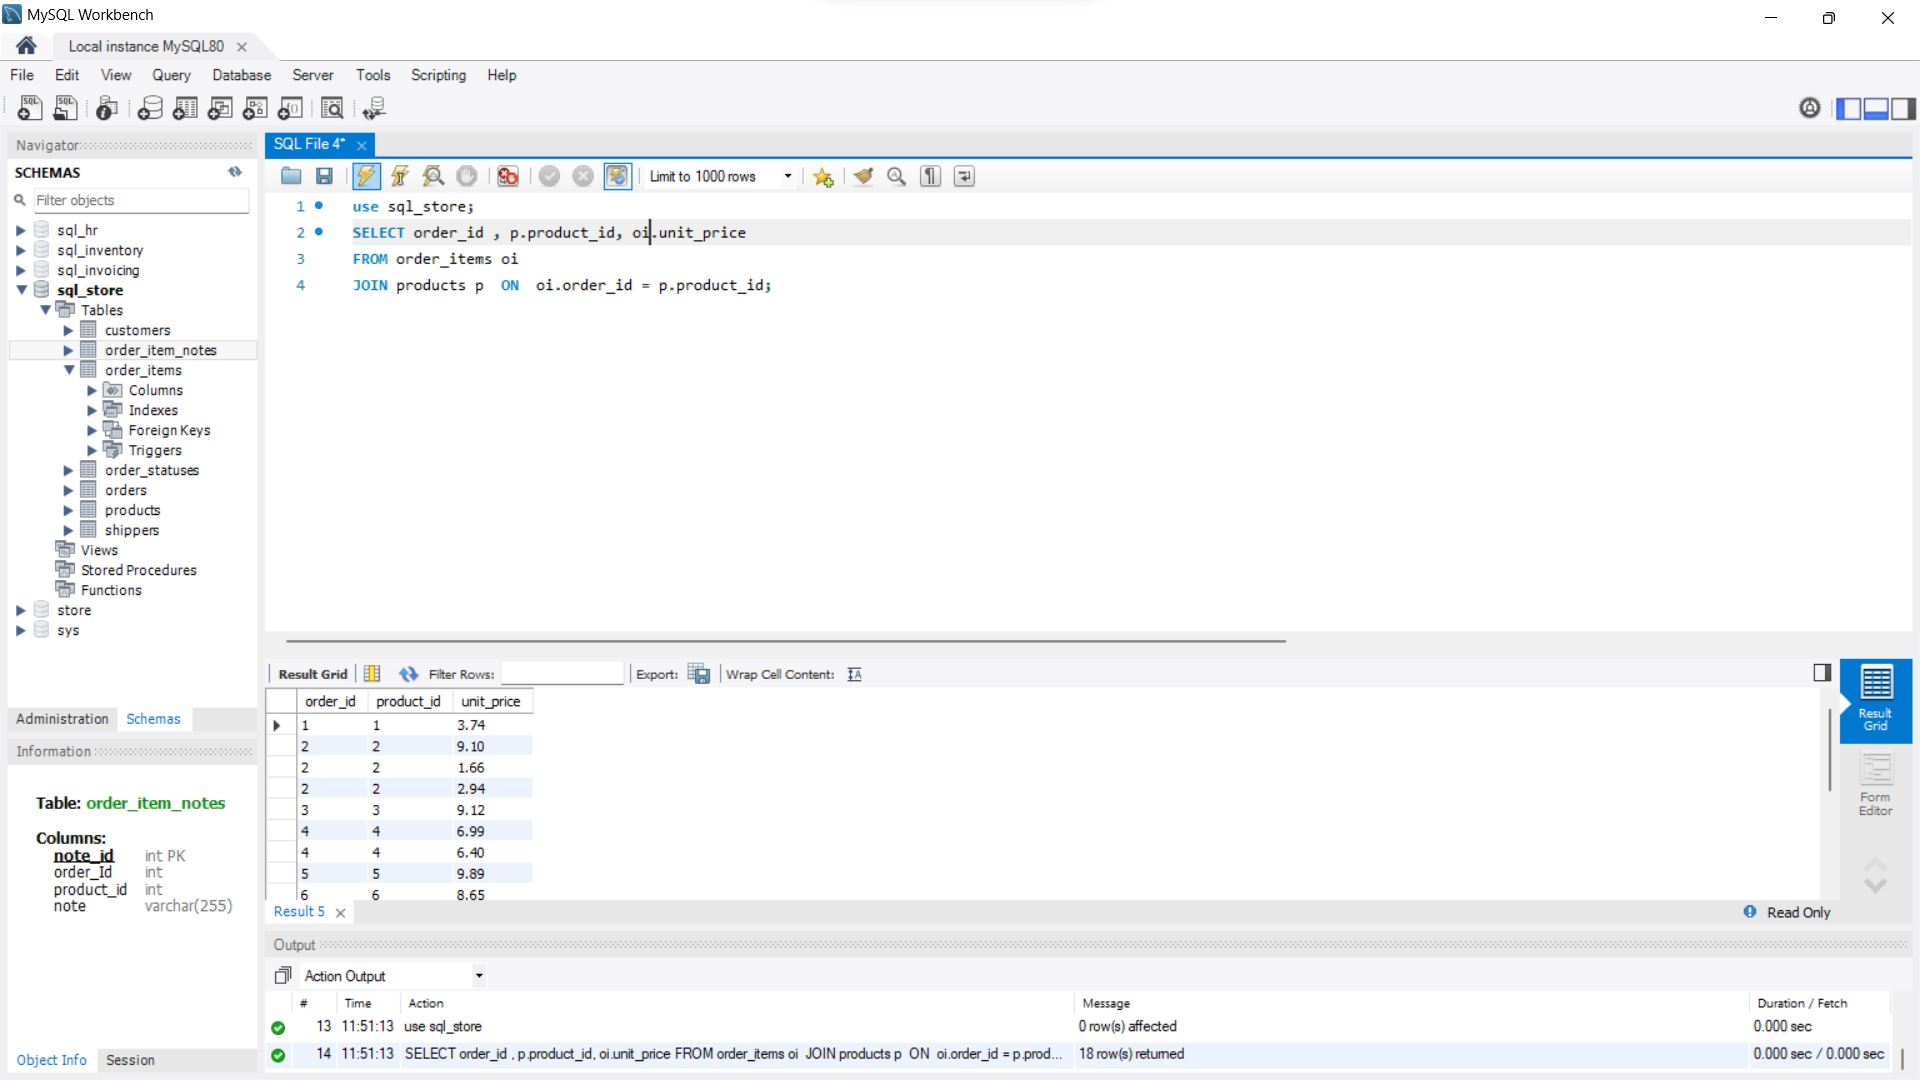 MySQL Workbench
Local instance MySQL80
File Edit View Query Database Server Tools Scripting Help
Navigator
SCHEMAS
Filter objects
sql_hr
sql_inventory
sql_invoicing
sql_store
Tables
customers
order_item_notes
order_items
Columns
Indexes
Foreign Keys
Triggers
order_statuses
orders
products
shippers
Views
Stored Procedures
Functions
store
sys
Administration Schemas
Information
Table: order_item_notes
Columns:
note_id int PK
order_Id int
product_id int
note varchar(255)
Object Info Session
SQL File 4*
Limit to 1000 rows
1 use sql_store;
2 SELECT order_id , p.product_id, oi.unit_price
3 FROM order_items oi
4 JOIN products p ON oi.order_id = p.product_id;
Result Grid Filter Rows: Export: Wrap Cell Content:
order_id product_id unit_price
1 1 3.74
2 2 9.10
2 2 1.66
2 2 2.94
3 3 9.12
4 4 6.99
4 4 6.40
5 5 9.89
6 6 8.65
Result
Grid
Form
Editor
Result 5
Read Only
Output
Action Output
# Time Action Message Duration / Fetch
13 11:51:13 use sql_store 0 row(s) affected 0.000 sec
14 11:51:13 SELECT order_id , p.product_id, oi.unit_price FROM order_items oi JOIN products p ON oi.order_id = p.prod... 18 row(s) returned 0.000 sec / 0.000 sec